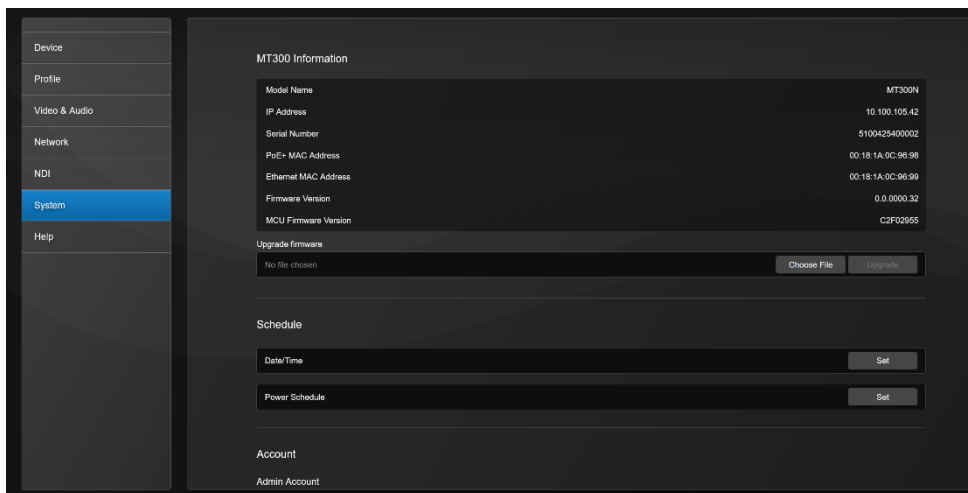 Device
Profile
Video & Audio
Network
NDI
System
Help
MT300 Information
Model Name MT300N
IP Address 10.100.105.42
Serial Number 5100425400002
PoE+ MAC Address 00:18:1A:0C:96:98
Ethernet MAC Address 00:18:1A:0C:96:99
Firmware Version 0.0.0000.32
MCU Firmware Version C2F02955
Upgrade firmware
No file chosen Choose File Upgrade
Schedule
Date/Time Set
Power Schedule Set
Account
Admin Account